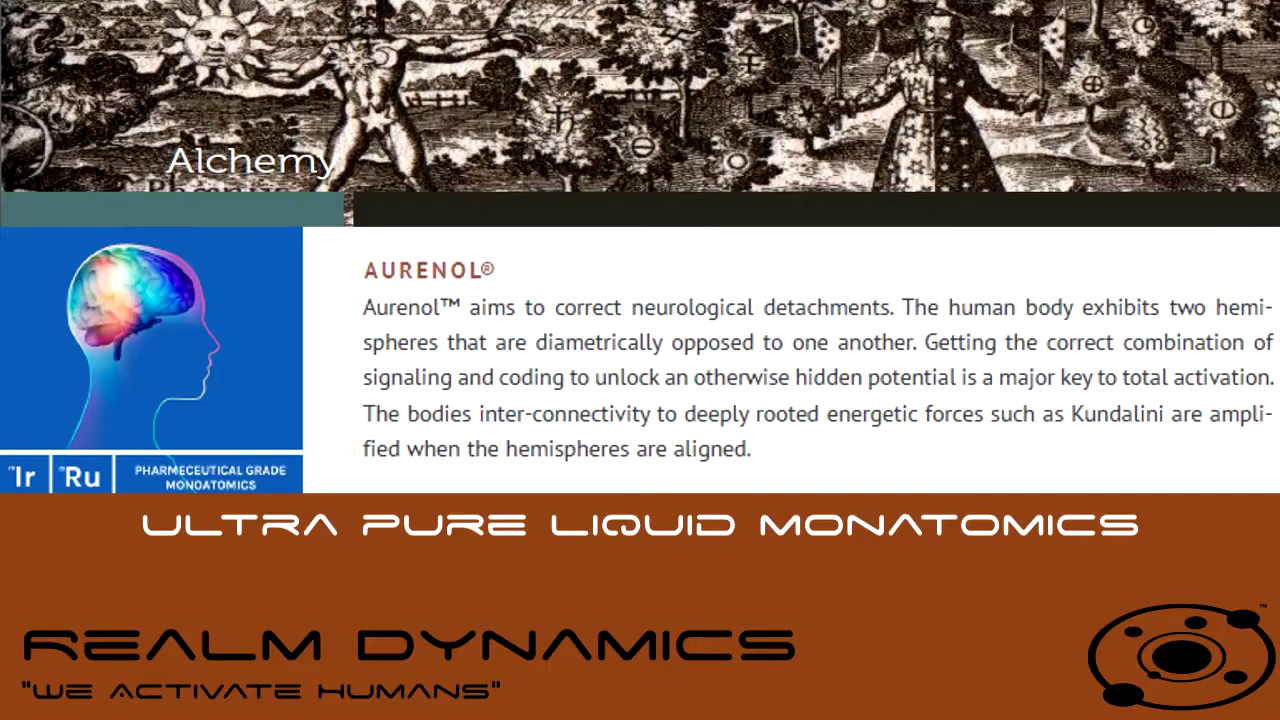 Alchemy
AURENOL®
Aurenol™ aims to correct neurological detachments. The human body exhibits two hemi-
spheres that are diametrically opposed to one another. Getting the correct combination of
signaling and coding to unlock an otherwise hidden potential is a major key to total activation.
The bodies inter-connectivity to deeply rooted energetic forces such as Kundalini are ampli-
fied when the hemispheres are aligned.
Ir Ru PHARMECEUTICAL GRADE
MONOATOMICS
ULTRA PURE LIQUID MONATOMICS
REALM DYNAMICS
"WE ACTIVATE HUMANS"
™